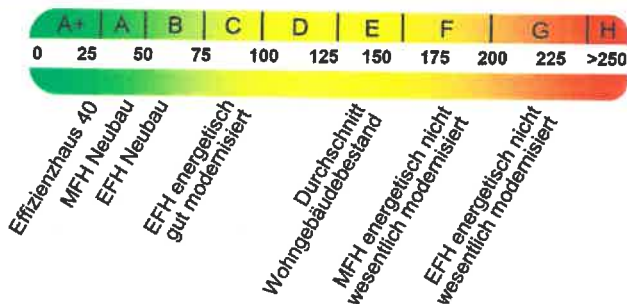 A+ A B C D E F G H
0 25 50 75 100 125 150 175 200 225 >250
Effizienzhaus 40
MFH Neubau
EFH Neubau
EFH energetisch
gut modernisiert
Durchschnitt
Wohngebäudebestand
MFH energetisch nicht
wesentlich modernisiert
EFH energetisch nicht
wesentlich modernisiert